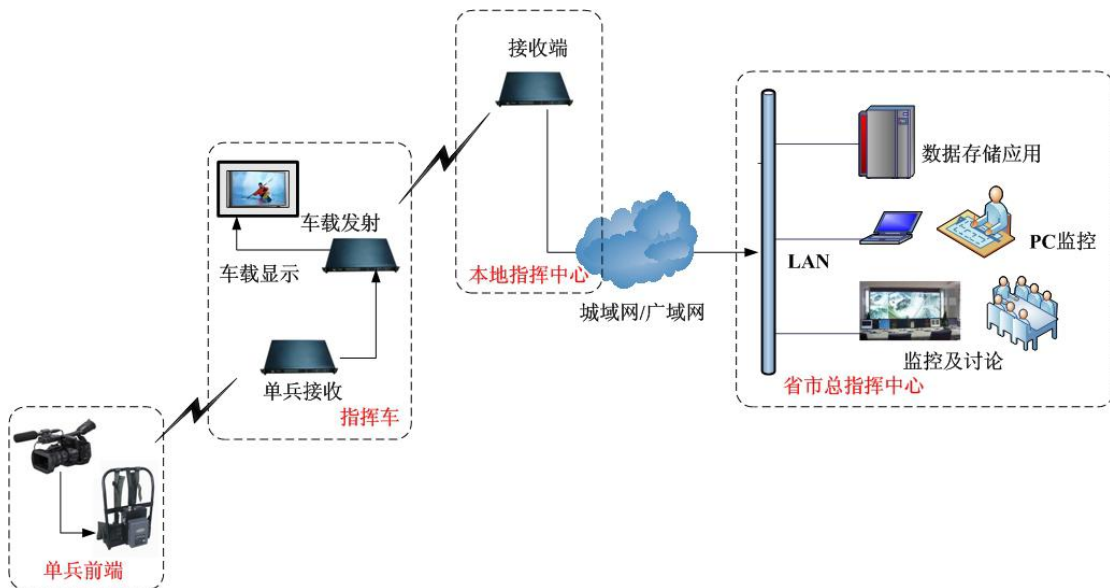 接收端
数据存储应用
车载发射
PC监控
车载显示
本地指挥中心
LAN
城域网/广域网
监控及讨论
单兵接收
省市总指挥中心
指挥车
单兵前端